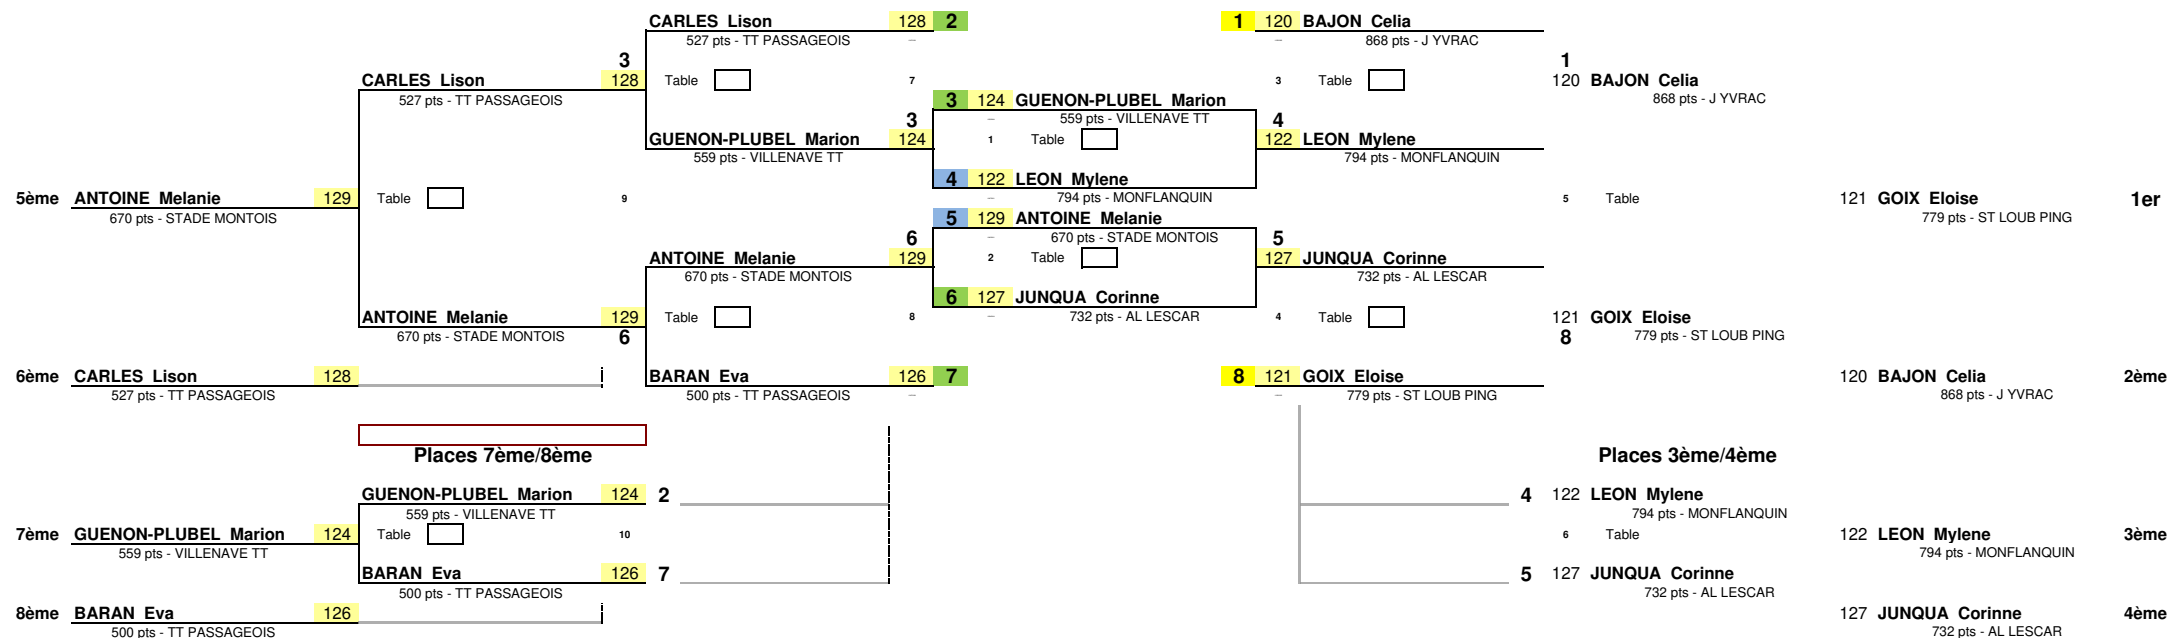 CARLES Lison 128 2 1 120 BAJON Celia
527 pts - TT PASSAGEOIS – – 868 pts - J YVRAC
3 1
CARLES Lison 128 Table 7 3 Table 120 BAJON Celia
527 pts - TT PASSAGEOIS 3 124 GUENON-PLUBEL Marion 868 pts - J YVRAC
3 – 559 pts - VILLENAVE TT 4
GUENON-PLUBEL Marion 124 1 Table 122 LEON Mylene
559 pts - VILLENAVE TT 794 pts - MONFLANQUIN
4 122 LEON Mylene
5ème ANTOINE Melanie 129 Table 9 – 794 pts - MONFLANQUIN 5 Table 121 GOIX Eloise 1er
670 pts - STADE MONTOIS 5 129 ANTOINE Melanie 779 pts - ST LOUB PING
6 – 670 pts - STADE MONTOIS 5
ANTOINE Melanie 129 2 Table 127 JUNQUA Corinne
670 pts - STADE MONTOIS 732 pts - AL LESCAR
6 127 JUNQUA Corinne
ANTOINE Melanie 129 Table 8 – 732 pts - AL LESCAR 4 Table 121 GOIX Eloise
670 pts - STADE MONTOIS 6 8 779 pts - ST LOUB PING
6ème CARLES Lison 128 BARAN Eva 126 7 8 121 GOIX Eloise 120 BAJON Celia 2ème
527 pts - TT PASSAGEOIS 500 pts - TT PASSAGEOIS – – 779 pts - ST LOUB PING 868 pts - J YVRAC
Places 7ème/8ème Places 3ème/4ème
GUENON-PLUBEL Marion 124 2 4 122 LEON Mylene
559 pts - VILLENAVE TT 794 pts - MONFLANQUIN
7ème GUENON-PLUBEL Marion 124 Table 10 6 Table 122 LEON Mylene 3ème
559 pts - VILLENAVE TT 794 pts - MONFLANQUIN
BARAN Eva 126 7 5 127 JUNQUA Corinne
500 pts - TT PASSAGEOIS 732 pts - AL LESCAR
8ème BARAN Eva 126 127 JUNQUA Corinne 4ème
500 pts - TT PASSAGEOIS 732 pts - AL LESCAR